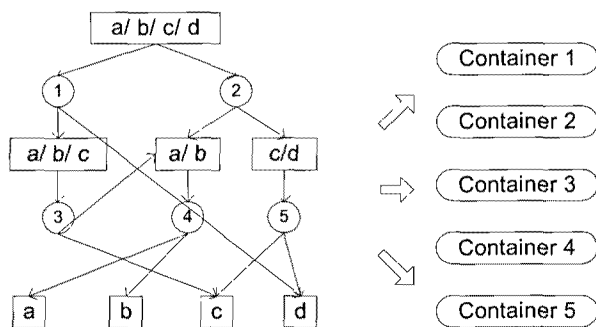 a/ b/ c/ d
1
2
a/ b/ c
a/ b
c/d
3
4
5
a
b
c
d
Container 1
Container 2
Container 3
Container 4
Container 5